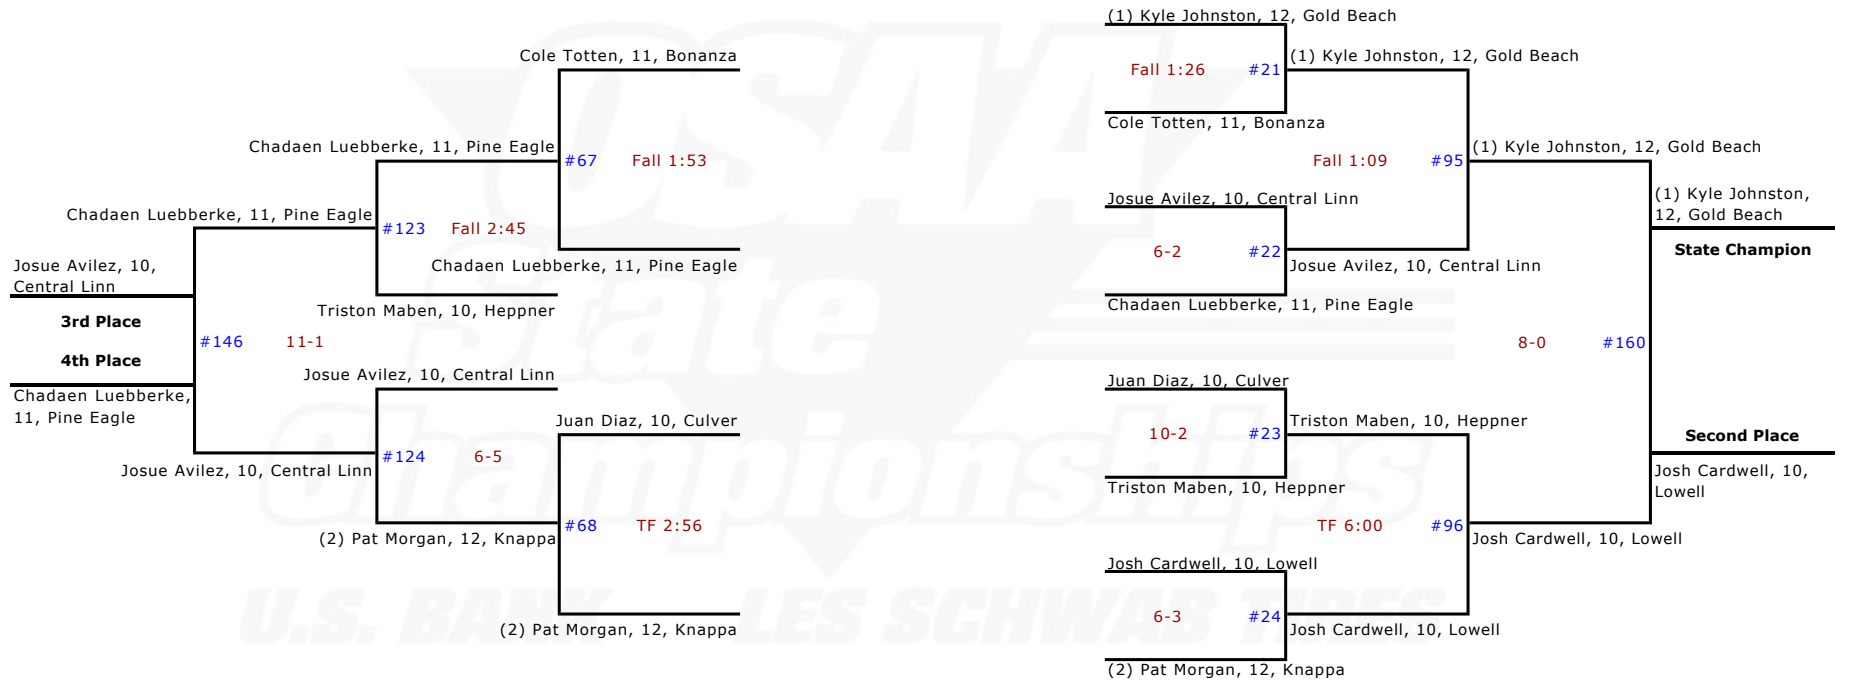 (1) Kyle Johnston, 12, Gold Beach
Cole Totten, 11, Bonanza
(1) Kyle Johnston, 12, Gold Beach
Fall 1:26 #21
Cole Totten, 11, Bonanza
Chadaen Luebberke, 11, Pine Eagle
#67 Fall 1:53
Fall 1:09 #95
(1) Kyle Johnston, 12, Gold Beach
Josue Avilez, 10, Central Linn
(1) Kyle Johnston,
12, Gold Beach
Chadaen Luebberke, 11, Pine Eagle
#123 Fall 2:45
6-2 #22
State Champion
Josue Avilez, 10,
Central Linn
Chadaen Luebberke, 11, Pine Eagle
Josue Avilez, 10, Central Linn
Triston Maben, 10, Heppner
Chadaen Luebberke, 11, Pine Eagle
3rd Place
#146 11-1
8-0 #160
4th Place
Josue Avilez, 10, Central Linn
Juan Diaz, 10, Culver
Chadaen Luebberke,
11, Pine Eagle
Juan Diaz, 10, Culver
Triston Maben, 10, Heppner
10-2 #23
Second Place
Josue Avilez, 10, Central Linn
#124 6-5
Josh Cardwell, 10,
Lowell
Triston Maben, 10, Heppner
#68 TF 2:56
TF 6:00 #96
(2) Pat Morgan, 12, Knappa
Josh Cardwell, 10, Lowell
Josh Cardwell, 10, Lowell
6-3 #24
(2) Pat Morgan, 12, Knappa
Josh Cardwell, 10, Lowell
(2) Pat Morgan, 12, Knappa
OSAA
State
Championships
U.S. BANK LES SCHWAB TIRES